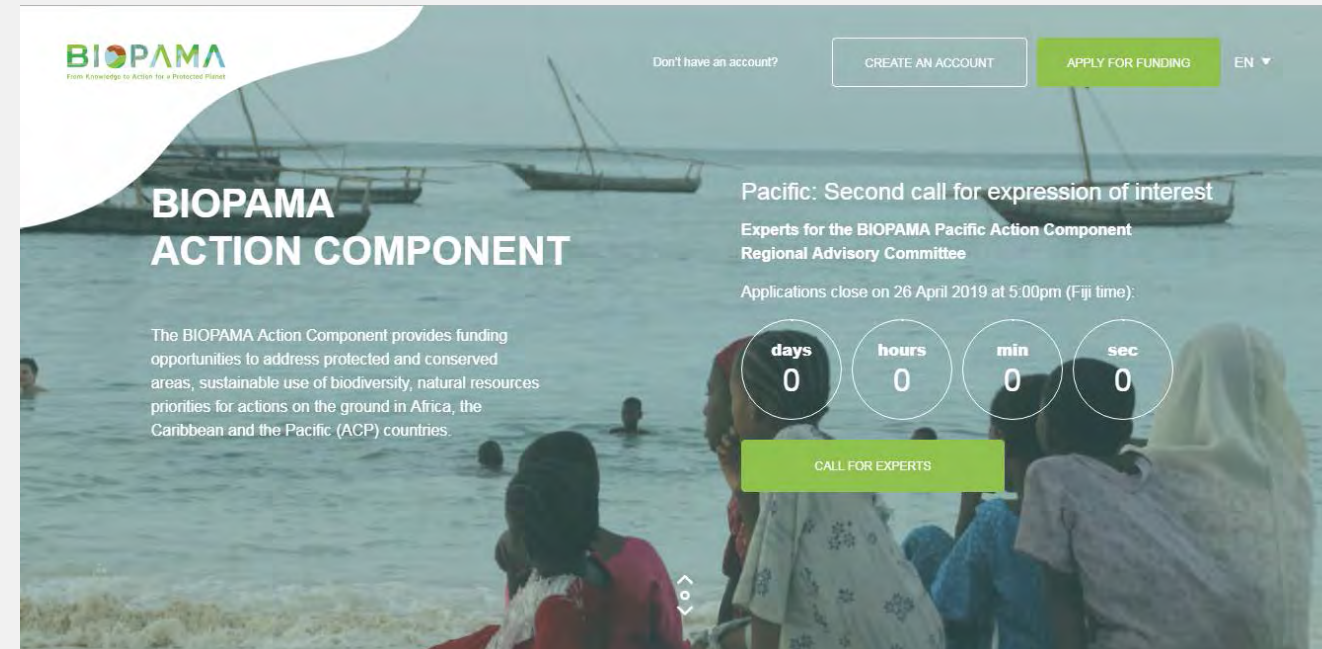 BIOPAMA
From Knowledge to Action for a Protected Planet
Don't have an account?
CREATE AN ACCOUNT
APPLY FOR FUNDING
EN
BIOPAMA
ACTION COMPONENT
The BIOPAMA Action Component provides funding
opportunities to address protected and conserved
areas, sustainable use of biodiversity, natural resources
priorities for actions on the ground in Africa, the
Caribbean and the Pacific (ACP) countries.
Pacific: Second call for expression of interest
Experts for the BIOPAMA Pacific Action Component
Regional Advisory Committee
Applications close on 26 April 2019 at 5:00pm (Fiji time):
days hours min sec
0 0 0 0
CALL FOR EXPERTS